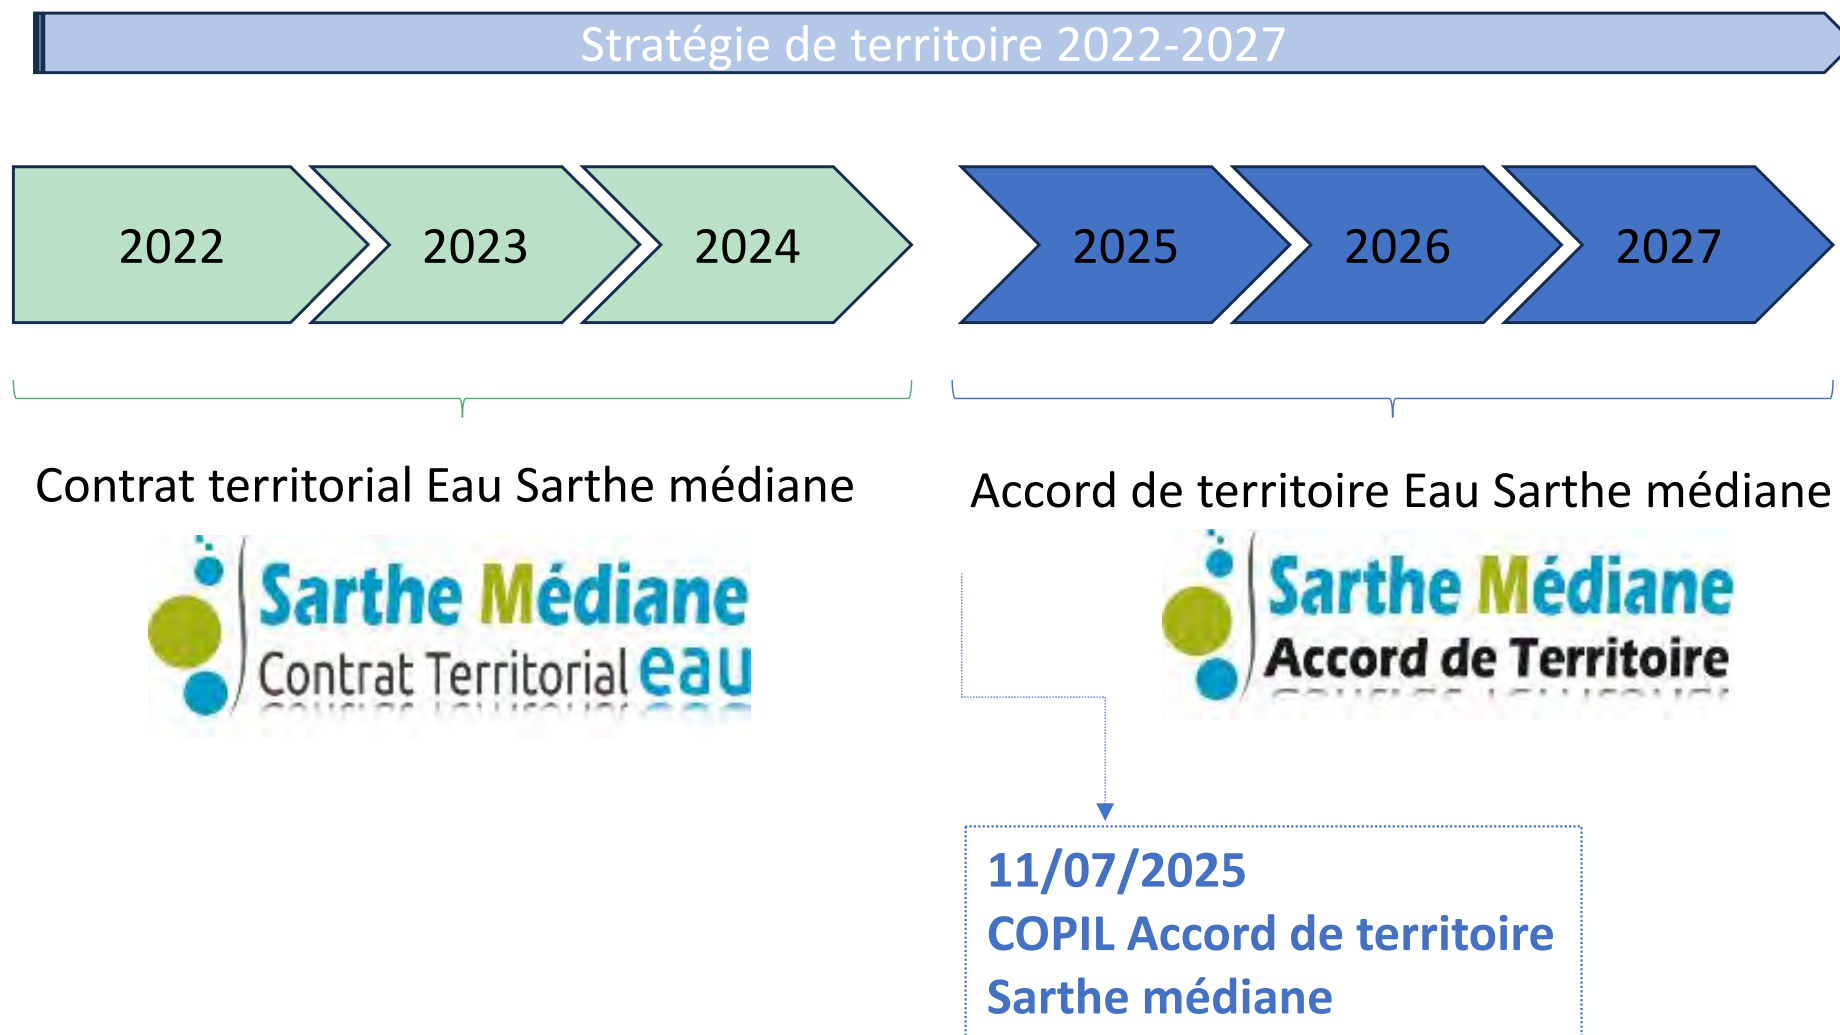 Stratégie de territoire 2022-2027
2022
2023
2024
2025
2026
2027
Contrat territorial Eau Sarthe médiane
Accord de territoire Eau Sarthe médiane
Sarthe Médiane
Contrat Territorial eau
Sarthe Médiane
Accord de Territoire
11/07/2025
COPIL Accord de territoire
Sarthe médiane